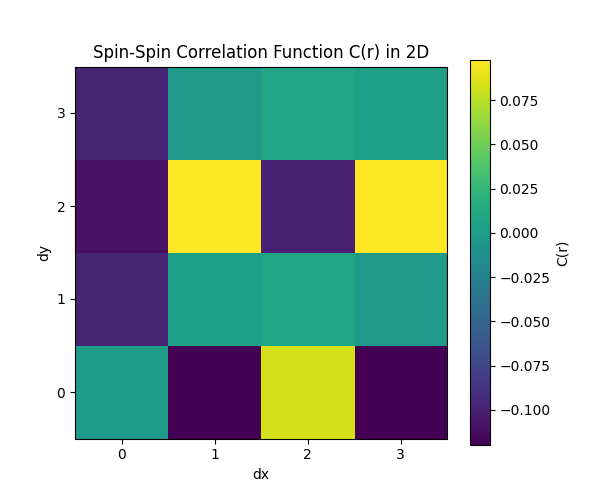 Spin-Spin Correlation Function C(r) in 2D
3
2
1
0
dy
0 1 2 3
dx
0.075
0.050
0.025
0.000
−0.025
−0.050
−0.075
−0.100
C(r)